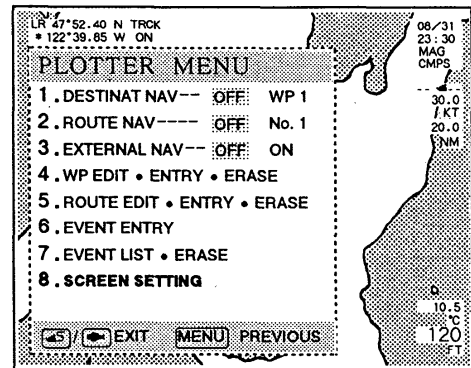 LR 47°52.40 N TRCK
* 122°39.85 W ON
PLOTTER MENU
1. DESTINAT NAV-- OFF WP 1
2. ROUTE NAV---- OFF No. 1
3. EXTERNAL NAV-- OFF ON
4. WP EDIT • ENTRY • ERASE
5. ROUTE EDIT • ENTRY • ERASE
6. EVENT ENTRY
7. EVENT LIST • ERASE
8. SCREEN SETTING
/ EXIT MENU PREVIOUS
08/31
23:30
MAG
CMPS
30.0
/ KT
20.0
NM
D
10.5
°C
120
FT